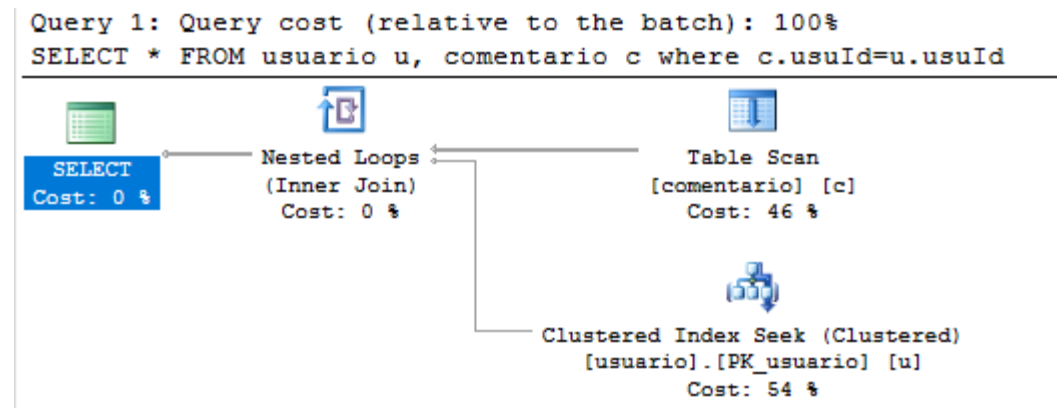 Query 1: Query cost (relative to the batch): 100%
SELECT * FROM usuario u, comentario c where c.usuId=u.usuId
SELECT
Cost: 0 %
Nested Loops
(Inner Join)
Cost: 0 %
Table Scan
[comentario] [c]
Cost: 46 %
Clustered Index Seek (Clustered)
[usuario].[PK_usuario] [u]
Cost: 54 %